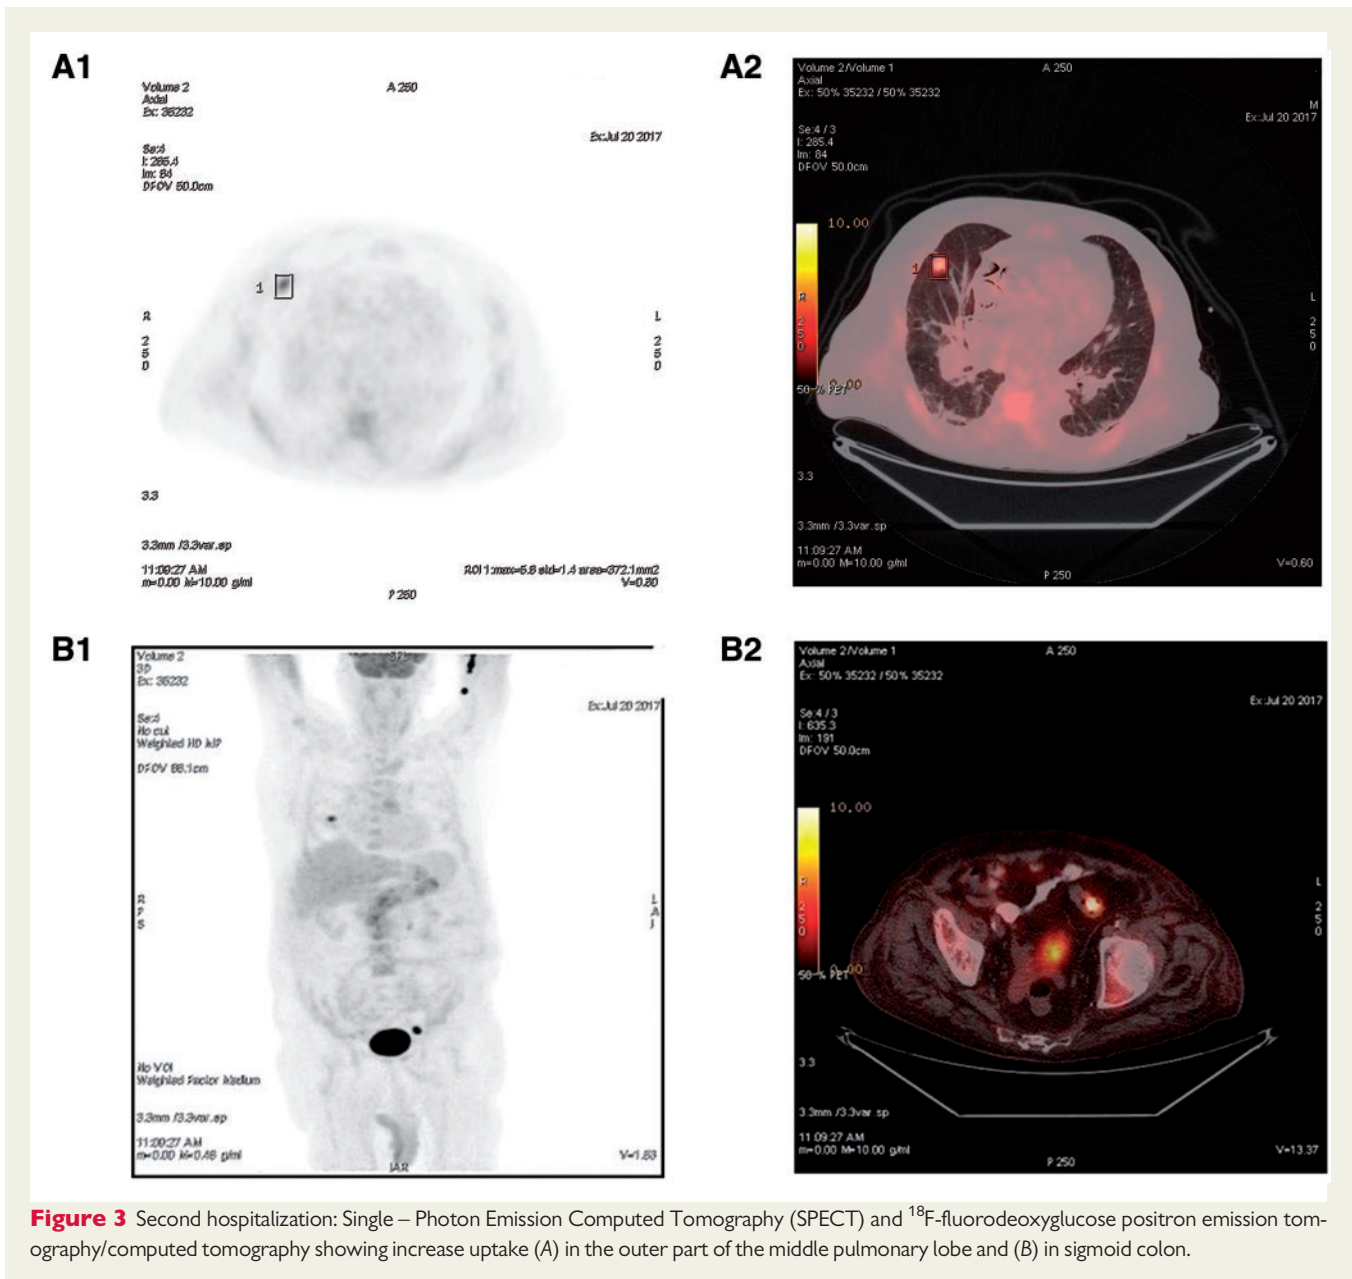 A1
Volume 2
Axial
Ex: 35232
A 250
Ex:Jul 20 2017
Se:4
I: 285.4
Im: 84
DFOV 50.0cm
1
R
L
2
5
0
2
5
0
3.3
3.3mm /3.3var.sp
11:09:27 AM
m=0.00 M=10.00 g/ml
ROI 1:max=5.8 std=1.4 area=372.1mm2
V=0.80
P 250
A2
Volume 2/Volume 1
Axial
Ex: 50% 35232 / 50% 35232
A 250
M
Ex:Jul 20 2017
Se:4 / 3
I: 285.4
Im: 84
DFOV 50.0cm
10.00
1
R
2
5
0
L
2
5
0
0.00
50 % PET
3.3
3.3mm /3.3var.sp
11:09:27 AM
m=0.00 M=10.00 g/ml
V=0.60
P 250
B1
Volume 2
3D
Ex: 35232
Ex:Jul 20 2017
Se:4
No cut
Weighted HD MIP
DFOV 88.1cm
R
P
S
L
A
I
No VOI
Weighted Factor Medium
3.3mm /3.3var.sp
11:09:27 AM
V=1.83
IAR
B2
Volume 2/Volume 1
Axial
Ex: 50% 35232 / 50% 35232
A 250
Ex:Jul 20 2017
Se:4 / 3
I: 635.3
Im: 191
DFOV 50.0cm
10.00
R
2
5
0
L
2
5
0
0.00
50 % PET
3.3
3.3mm /3.3var.sp
11:09:27 AM
m=0.00 M=10.00 g/ml
V=13.37
P 250
Figure 3 Second hospitalization: Single – Photon Emission Computed Tomography (SPECT) and 18F-fluorodeoxyglucose positron emission tom-
ography/computed tomography showing increase uptake (A) in the outer part of the middle pulmonary lobe and (B) in sigmoid colon.